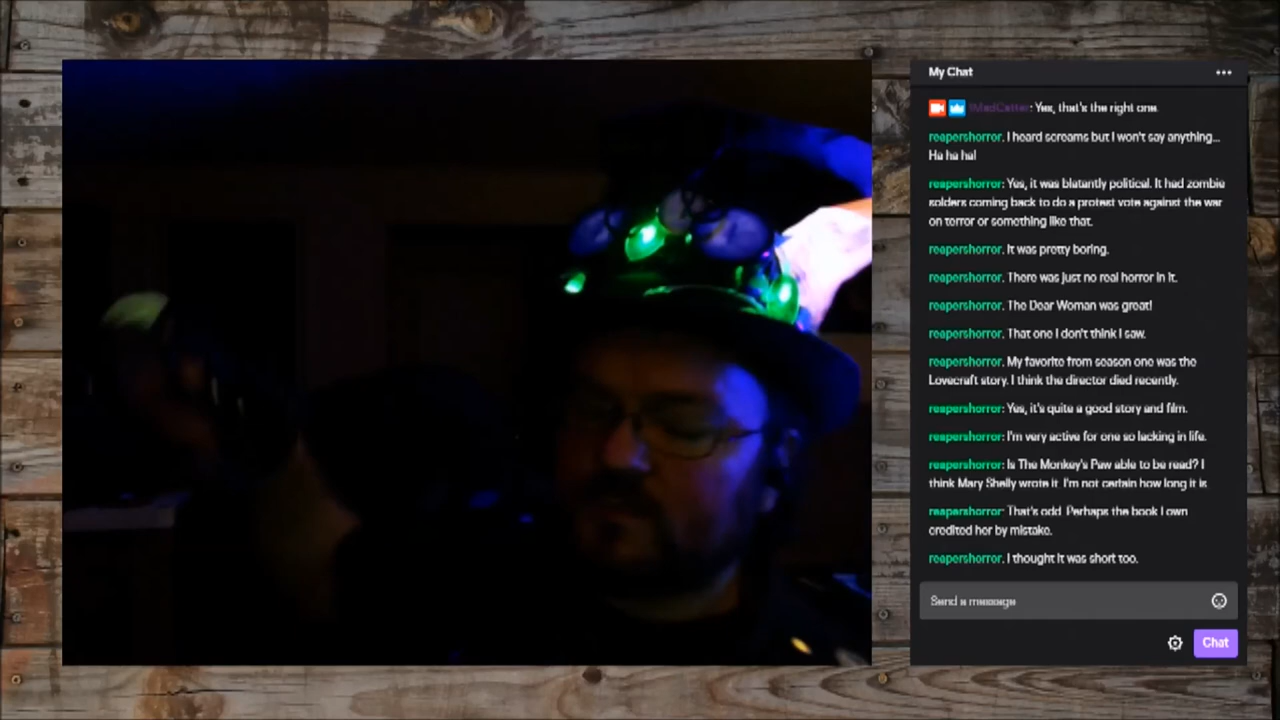 My Chat
: Yes, that's the right one.
reapershorror: I heard screams but I won't say anything...
Ha ha ha!
reapershorror: Yes, it was blatantly political. It had zombie
solders coming back to do a protest vote against the war
on terror or something like that.
reapershorror: It was pretty boring.
reapershorror: There was just no real horror in it.
reapershorror: The Dear Woman was great!
reapershorror: That one I don't think I saw.
reapershorror: My favorite from season one was the
Lovecraft story. I think the director died recently.
reapershorror: Yes, it's quite a good story and film.
reapershorror: I'm very active for one so lacking in life.
reapershorror: Is The Monkey's Paw able to be read? I
think Mary Shelly wrote it. I'm not certain how long it is.
reapershorror: That's odd. Perhaps the book I own
credited her by mistake.
reapershorror: I thought it was short too.
Send a message
Chat